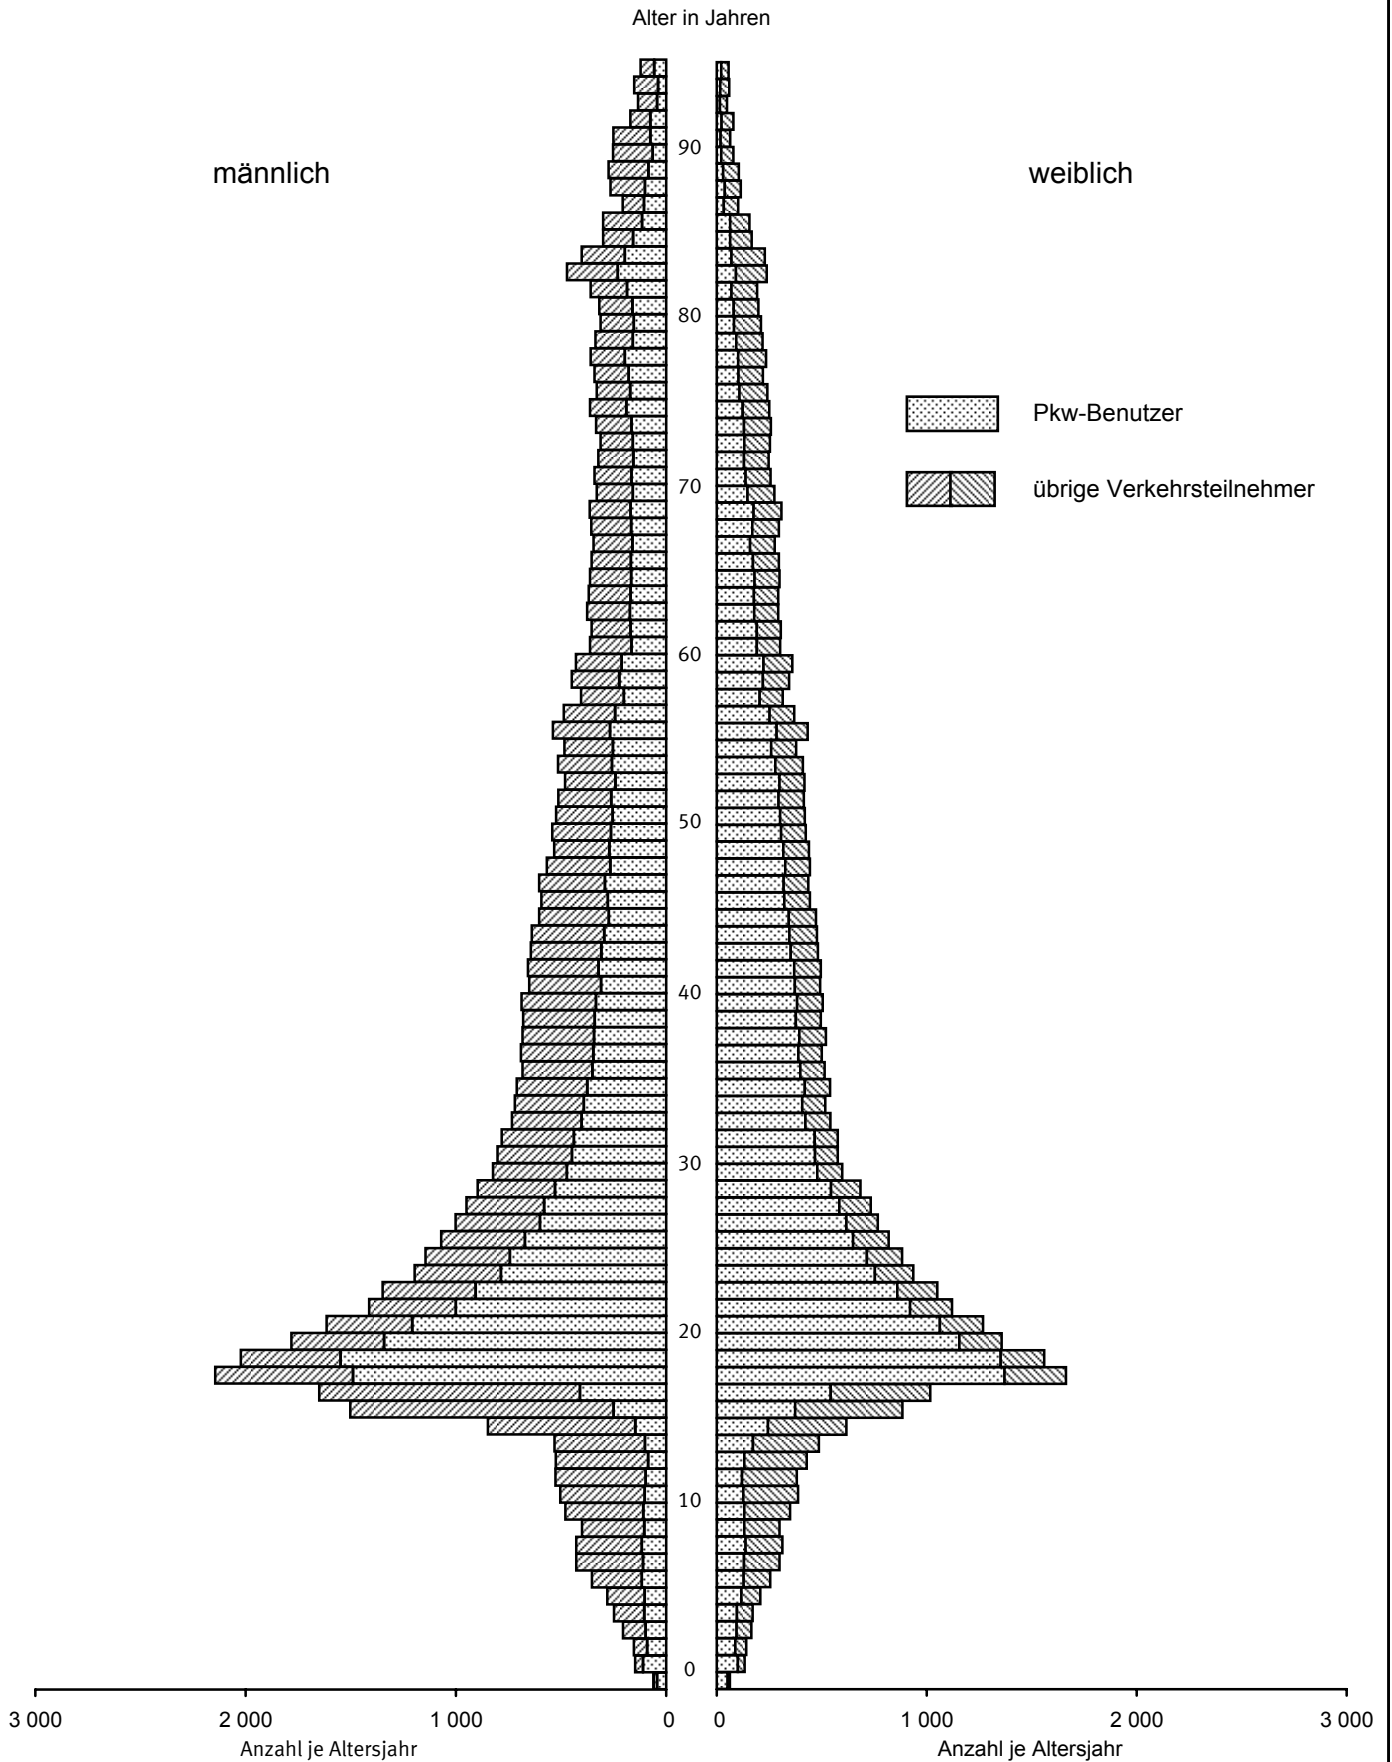 Alter in Jahren
männlich
weiblich
90
80
Pkw-Benutzer
übrige Verkehrsteilnehmer
70
60
50
40
30
20
10
0
3 000 2 000 1 000 0 0 1 000 2 000 3 000
Anzahl je Altersjahr Anzahl je Altersjahr